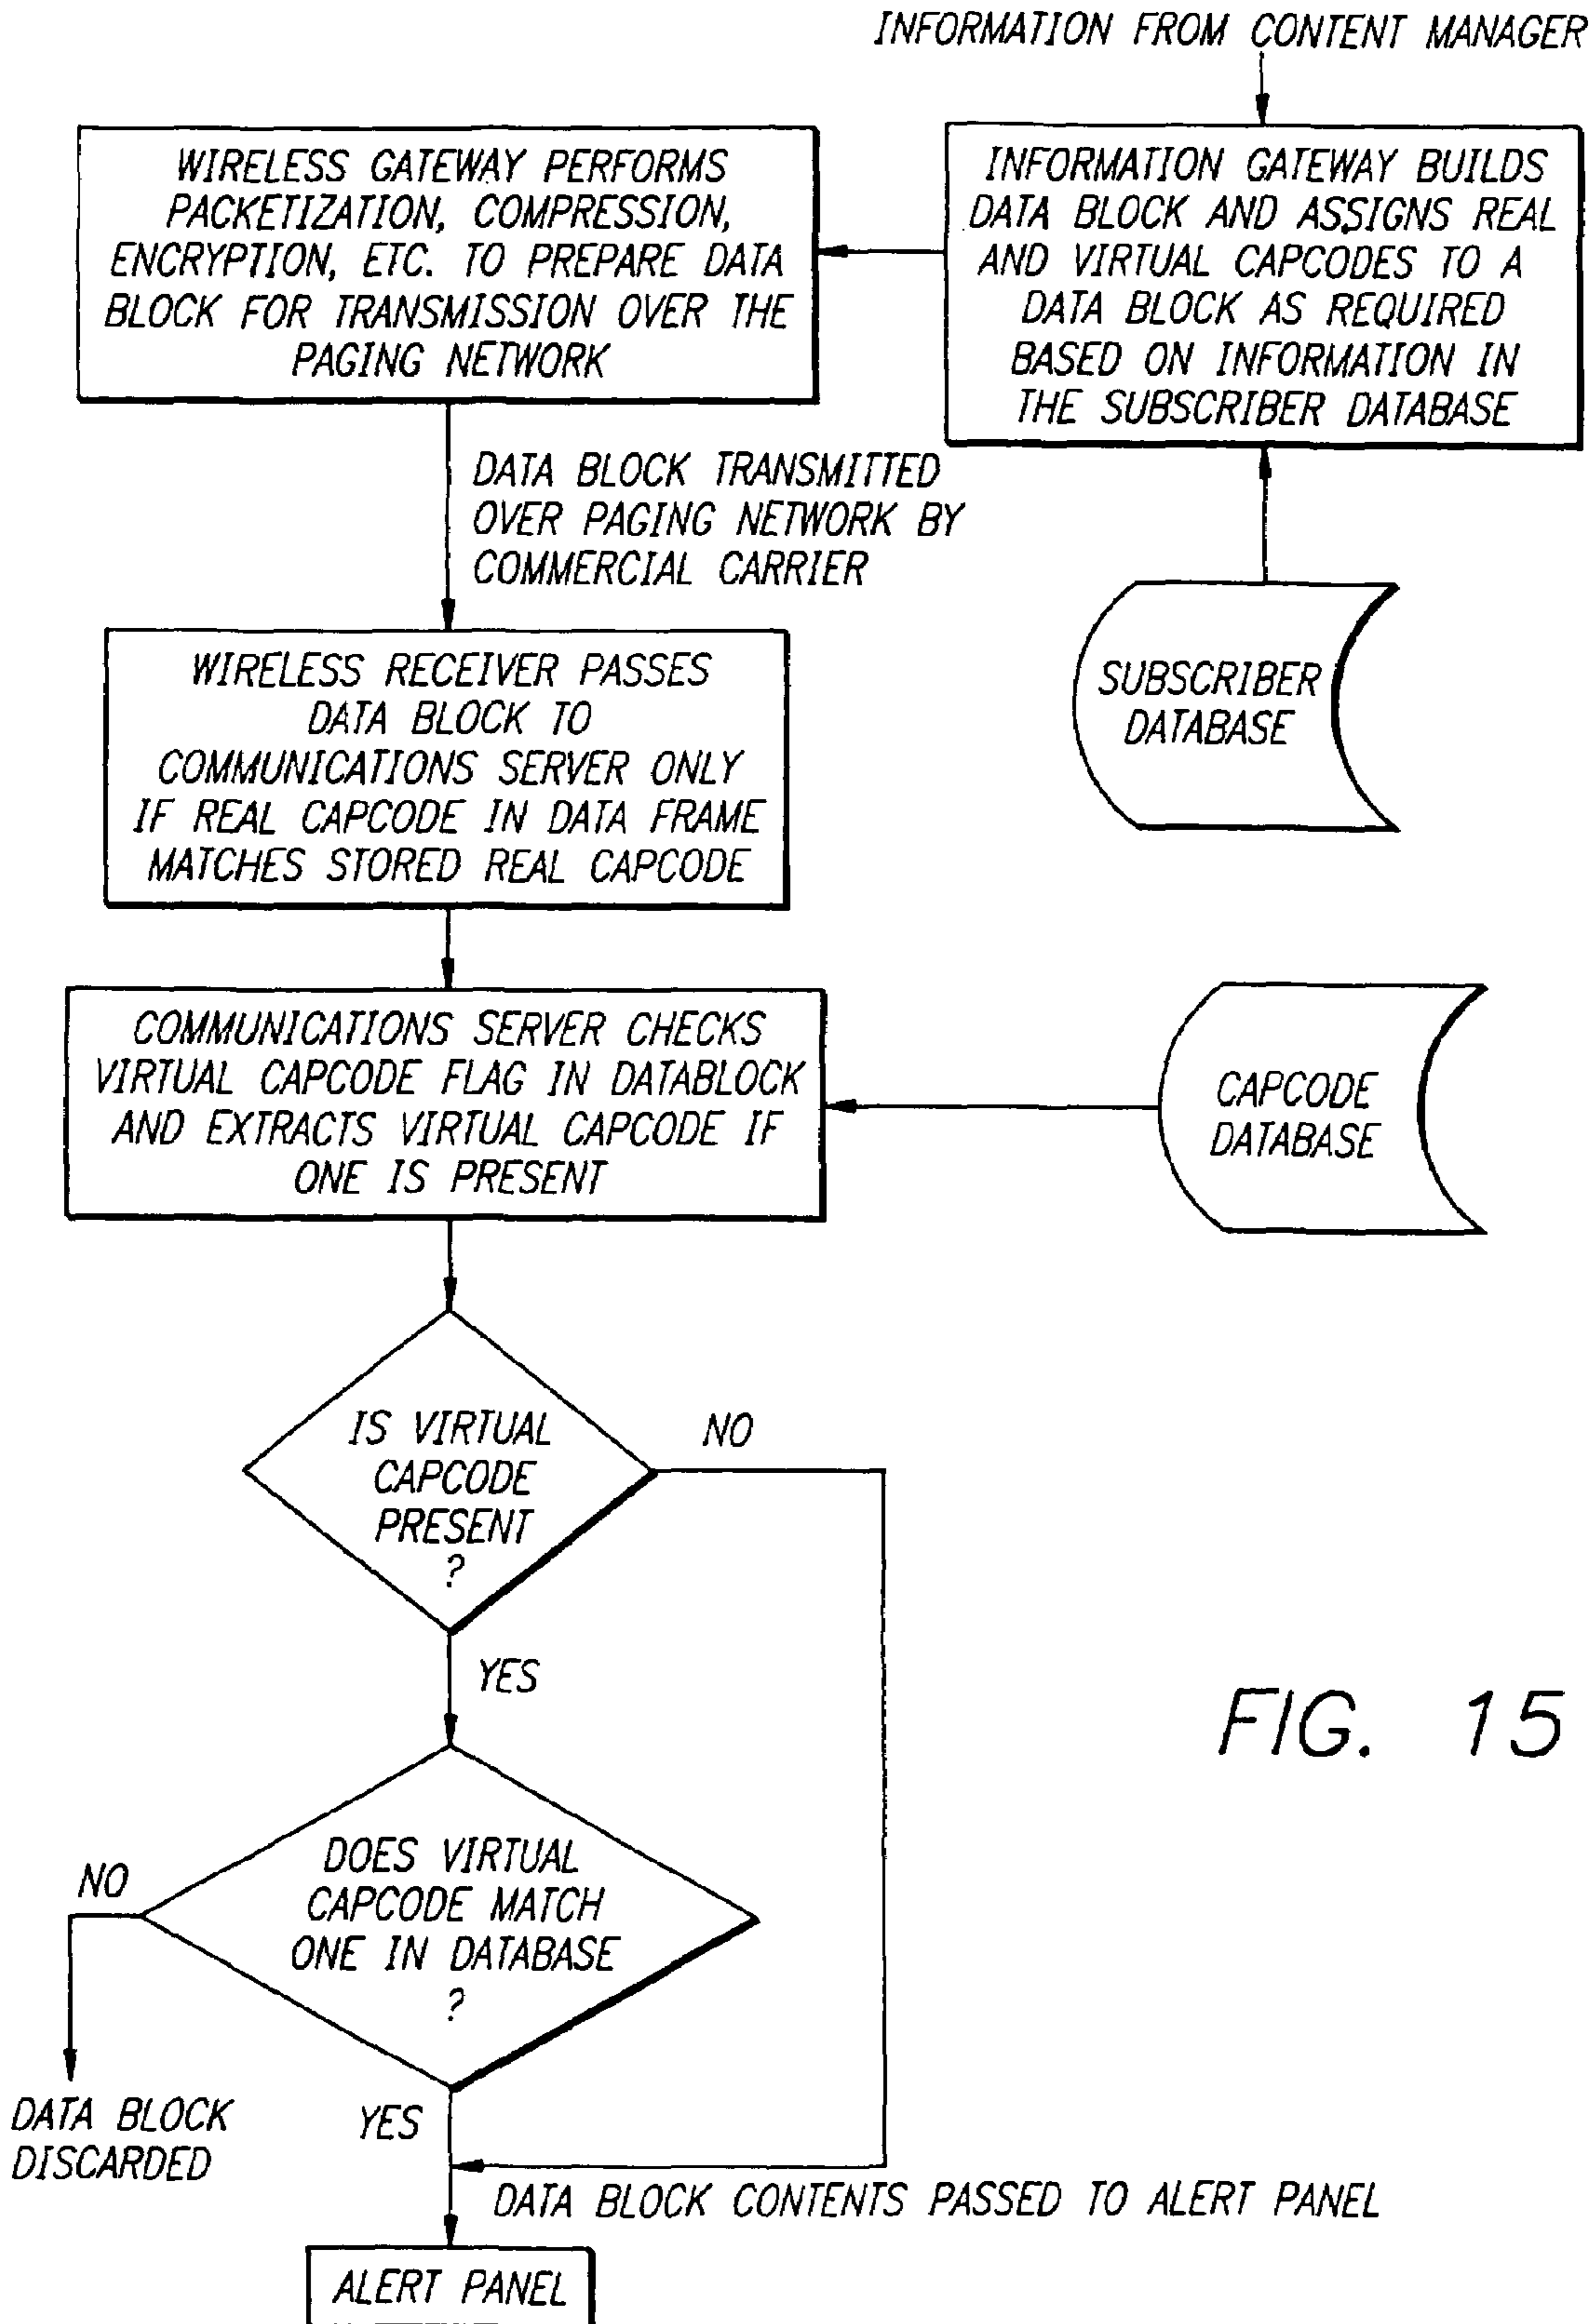 INFORMATION FROM CONTENT MANAGER
INFORMATION GATEWAY BUILDS
DATA BLOCK AND ASSIGNS REAL
AND VIRTUAL CAPCODES TO A
DATA BLOCK AS REQUIRED
BASED ON INFORMATION IN
THE SUBSCRIBER DATABASE
WIRELESS GATEWAY PERFORMS
PACKETIZATION, COMPRESSION,
ENCRYPTION, ETC. TO PREPARE DATA
BLOCK FOR TRANSMISSION OVER THE
PAGING NETWORK
DATA BLOCK TRANSMITTED
OVER PAGING NETWORK BY
COMMERCIAL CARRIER
SUBSCRIBER
DATABASE
WIRELESS RECEIVER PASSES
DATA BLOCK TO
COMMUNICATIONS SERVER ONLY
IF REAL CAPCODE IN DATA FRAME
MATCHES STORED REAL CAPCODE
COMMUNICATIONS SERVER CHECKS
VIRTUAL CAPCODE FLAG IN DATABLOCK
AND EXTRACTS VIRTUAL CAPCODE IF
ONE IS PRESENT
CAPCODE
DATABASE
IS VIRTUAL
CAPCODE
PRESENT
?
NO
YES
FIG. 15
DOES VIRTUAL
CAPCODE MATCH
ONE IN DATABASE
?
NO
DATA BLOCK
DISCARDED
YES
DATA BLOCK CONTENTS PASSED TO ALERT PANEL
ALERT PANEL